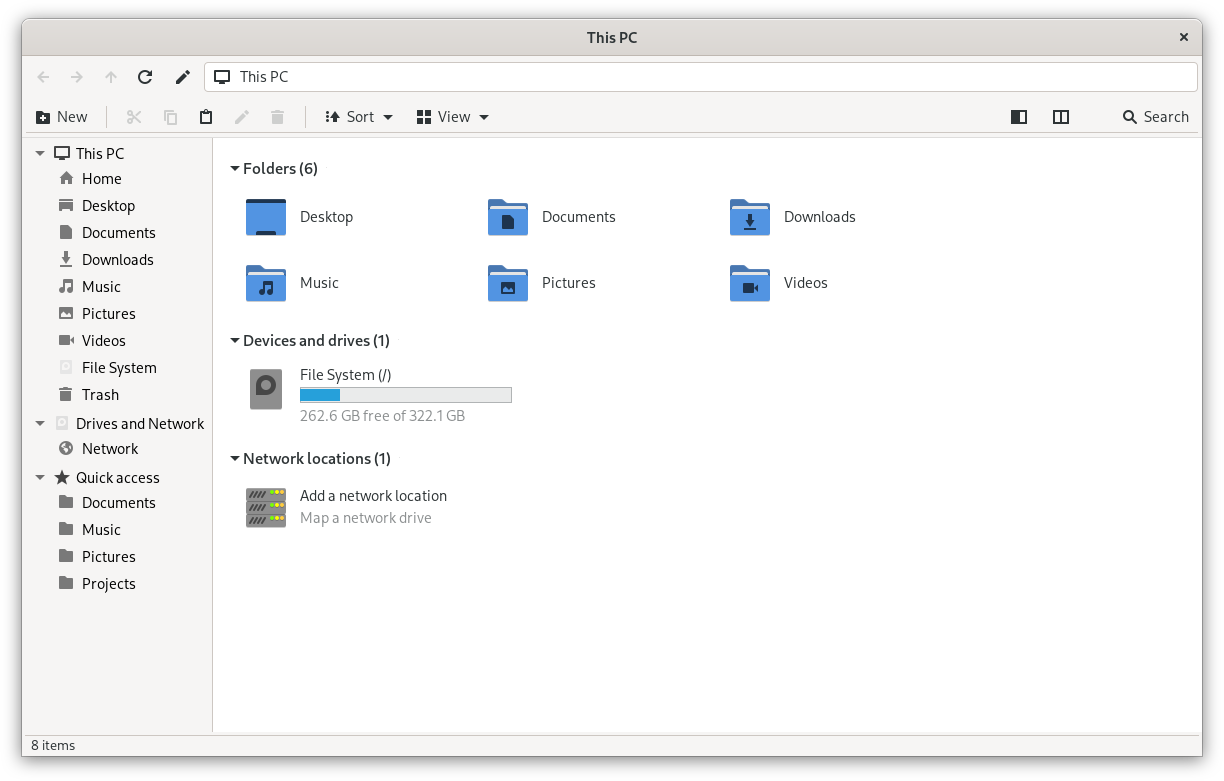 This PC
This PC
New
Sort
View
Search
This PC
Home
Desktop
Documents
Downloads
Music
Pictures
Videos
File System
Trash
Drives and Network
Network
Quick access
Documents
Music
Pictures
Projects
Folders (6)
Desktop
Documents
Downloads
Music
Pictures
Videos
Devices and drives (1)
File System (/)
262.6 GB free of 322.1 GB
Network locations (1)
Add a network location
Map a network drive
8 items